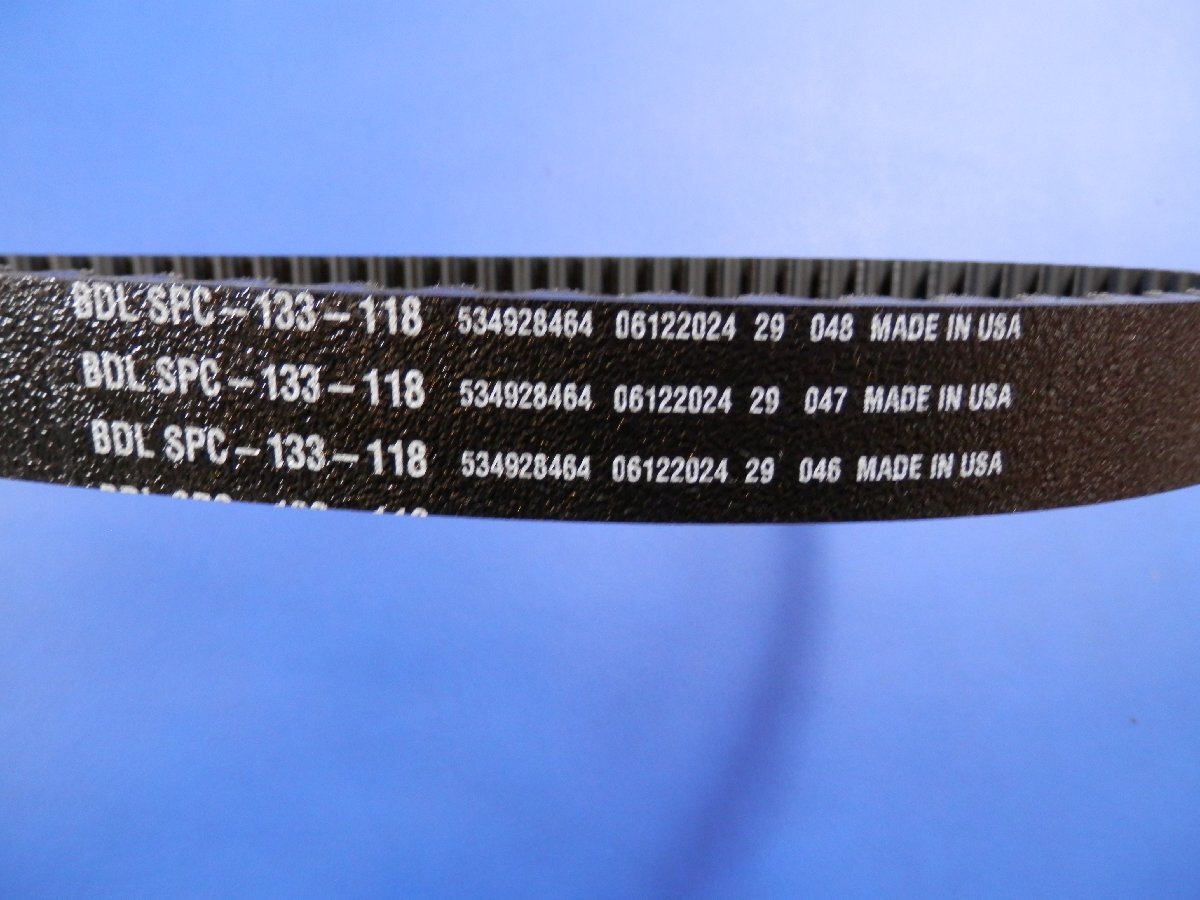 BDL SPC-133-118 534928464 06122024 29 048 MADE IN USA
BDL SPC-133-118 534928464 06122024 29 047 MADE IN USA
BDL SPC-133-118 534928464 06122024 29 046 MADE IN USA